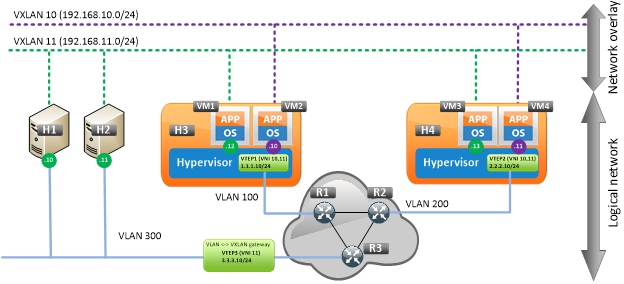 VXLAN 10 (192.168.10.0/24)
VXLAN 11 (192.168.11.0/24)
Network overlay
Logical network
H1
H2
.10
.11
VM1
VM2
APP
OS
APP
OS
.12
.10
H3
Hypervisor
VTEP1 (VNI 10,11)
1.1.1.10/24
VM3
VM4
APP
OS
APP
OS
.13
.11
H4
Hypervisor
VTEP2 (VNI 10,11)
2.2.2.10/24
VLAN 100
VLAN 200
R1
R2
R3
VLAN 300
VLAN <=> VXLAN gateway
VTEP3 (VNI 11)
3.3.3.10/24